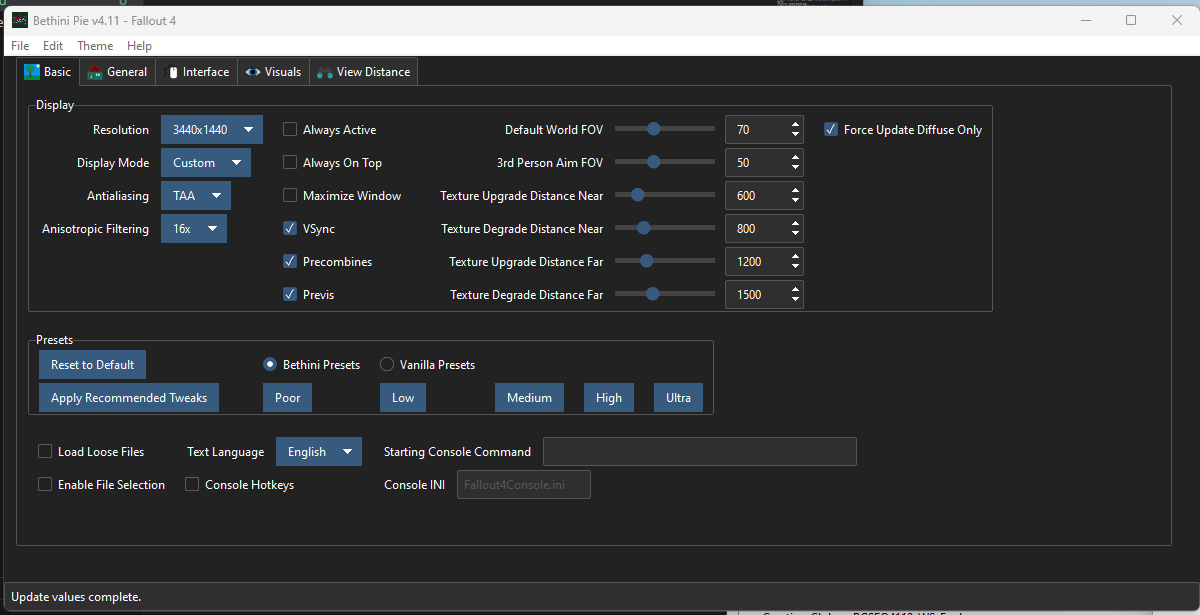 Bethini Pie v4.11 - Fallout 4
File Edit Theme Help
Basic General Interface Visuals View Distance
Display
Resolution 3440x1440 Always Active Default World FOV 70 Force Update Diffuse Only
Display Mode Custom Always On Top 3rd Person Aim FOV 50
Antialiasing TAA Maximize Window Texture Upgrade Distance Near 600
Anisotropic Filtering 16x VSync Texture Degrade Distance Near 800
Precombines Texture Upgrade Distance Far 1200
Previs Texture Degrade Distance Far 1500
Presets
Reset to Default Bethini Presets Vanilla Presets
Apply Recommended Tweaks Poor Low Medium High Ultra
Load Loose Files Text Language English Starting Console Command
Enable File Selection Console Hotkeys Console INI Fallout4Console.ini
Update values complete.